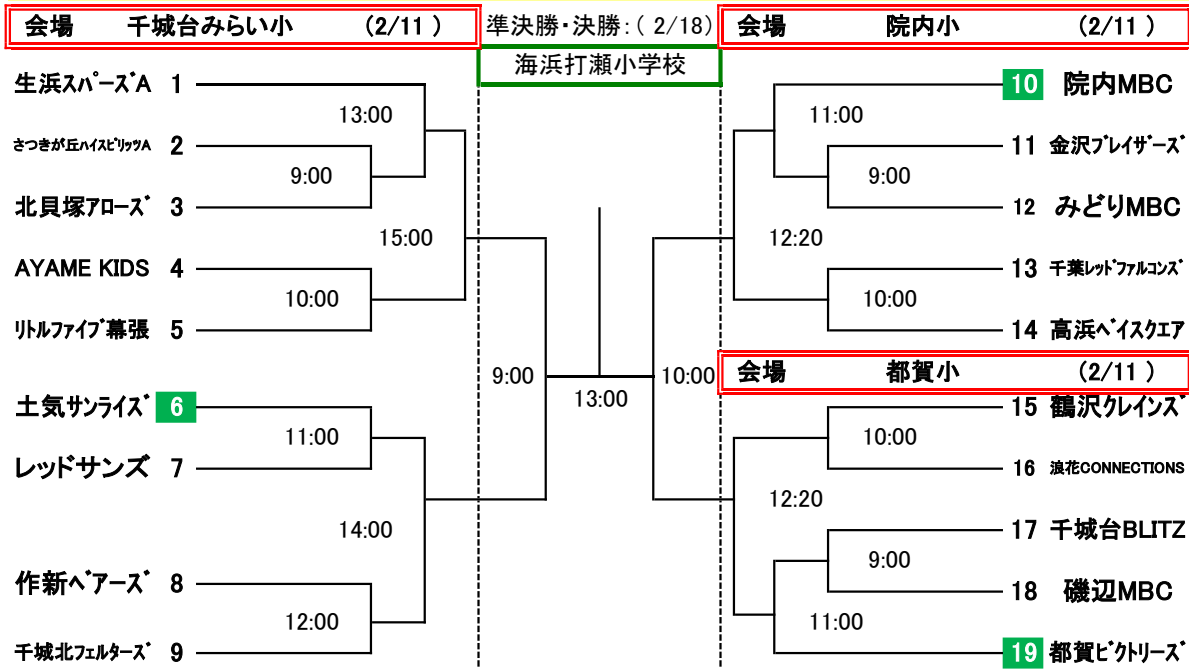 会場 千城台みらい小 (2/11 )
準決勝・決勝:( 2/18)
海浜打瀬小学校
会場 院内小 (2/11 )
生浜スパーズA 1
13:00
さつきが丘ハイスピリッツA 2
9:00
北貝塚アローズ 3
15:00
AYAME KIDS 4
10:00
リトルファイブ幕張 5
土気サンライズ 6
11:00
レッドサンズ 7
14:00
作新ベアーズ 8
12:00
千城北フェルターズ 9
9:00
13:00
10:00
10 院内MBC
11:00
11 金沢ブレイザーズ
9:00
12 みどりMBC
12:20
13 千葉レッドファルコンズ
10:00
14 高浜ベイスクエア
会場 都賀小 (2/11 )
15 鶴沢クレインズ
10:00
16 浪花CONNECTIONS
12:20
17 千城台BLITZ
9:00
18 磯辺MBC
11:00
19 都賀ビクトリーズ